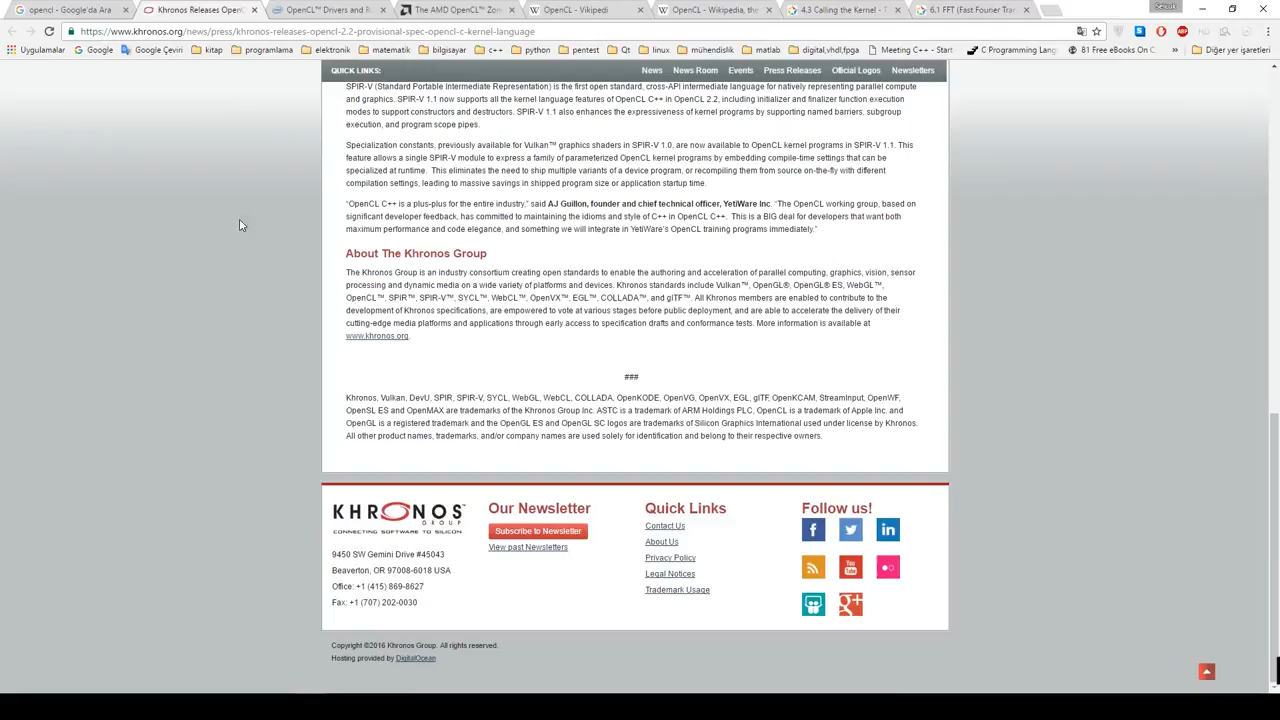 opencl - Google'da Ara
Khronos Releases OpenC
OpenCL™ Drivers and Ru
The AMD OpenCL™ Zon
OpenCL - Vikipedi
OpenCL - Wikipedia, the
4.3 Calling the Kernel - T
6.1 FFT (Fast Fourier Tran
https://www.khronos.org/news/press/khronos-releases-opencl-2.2-provisional-spec-opencl-c-kernel-language
Uygulamalar
Google
Google Çeviri
kitap
programlama
elektronik
matematik
bilgisayar
c++
python
pentest
Qt
linux
mühendislik
matlab
digital,vhdl,fpga
Meeting C++ - Start
C Programming Lang
81 Free eBooks On C
»
Diğer yer işaretleri
QUICK LINKS:
News
News Room
Events
Press Releases
Official Logos
Newsletters
SPIR-V (Standard Portable Intermediate Representation) is the first open standard, cross-API intermediate language for natively representing parallel compute
and graphics. SPIR-V 1.1 now supports all the kernel language features of OpenCL C++ in OpenCL 2.2, including initializer and finalizer function execution
modes to support constructors and destructors. SPIR-V 1.1 also enhances the expressiveness of kernel programs by supporting named barriers, subgroup
execution, and program scope pipes.
Specialization constants, previously available for Vulkan™ graphics shaders in SPIR-V 1.0, are now available to OpenCL kernel programs in SPIR-V 1.1. This
feature allows a single SPIR-V module to express a family of parameterized OpenCL kernel programs by embedding compile-time settings that can be
specialized at runtime. This eliminates the need to ship multiple variants of a device program, or recompiling them from source on-the-fly with different
compilation settings, leading to massive savings in shipped program size or application startup time.
“OpenCL C++ is a plus-plus for the entire industry,” said AJ Guillon, founder and chief technical officer, YetiWare Inc. “The OpenCL working group, based on
significant developer feedback, has committed to maintaining the idioms and style of C++ in OpenCL C++. This is a BIG deal for developers that want both
maximum performance and code elegance, and something we will integrate in YetiWare’s OpenCL training programs immediately.”
About The Khronos Group
The Khronos Group is an industry consortium creating open standards to enable the authoring and acceleration of parallel computing, graphics, vision, sensor
processing and dynamic media on a wide variety of platforms and devices. Khronos standards include Vulkan™, OpenGL®, OpenGL® ES, WebGL™,
OpenCL™, SPIR™, SPIR-V™, SYCL™, WebCL™, OpenVX™, EGL™, COLLADA™, and glTF™. All Khronos members are enabled to contribute to the
development of Khronos specifications, are empowered to vote at various stages before public deployment, and are able to accelerate the delivery of their
cutting-edge media platforms and applications through early access to specification drafts and conformance tests. More information is available at
www.khronos.org.
###
Khronos, Vulkan, DevU, SPIR, SPIR-V, SYCL, WebGL, WebCL, COLLADA, OpenKODE, OpenVG, OpenVX, EGL, glTF, OpenKCAM, StreamInput, OpenWF,
OpenSL ES and OpenMAX are trademarks of the Khronos Group Inc. ASTC is a trademark of ARM Holdings PLC, OpenCL is a trademark of Apple Inc. and
OpenGL is a registered trademark and the OpenGL ES and OpenGL SC logos are trademarks of Silicon Graphics International used under license by Khronos.
All other product names, trademarks, and/or company names are used solely for identification and belong to their respective owners.
KHRONOS
GROUP
CONNECTING SOFTWARE TO SILICON
9450 SW Gemini Drive #45043
Beaverton, OR 97008-6018 USA
Office: +1 (415) 869-8627
Fax: +1 (707) 202-0030
Our Newsletter
Subscribe to Newsletter
View past Newsletters
Quick Links
Contact Us
About Us
Privacy Policy
Legal Notices
Trademark Usage
Follow us!
Copyright ©2016 Khronos Group. All rights reserved.
Hosting provided by DigitalOcean